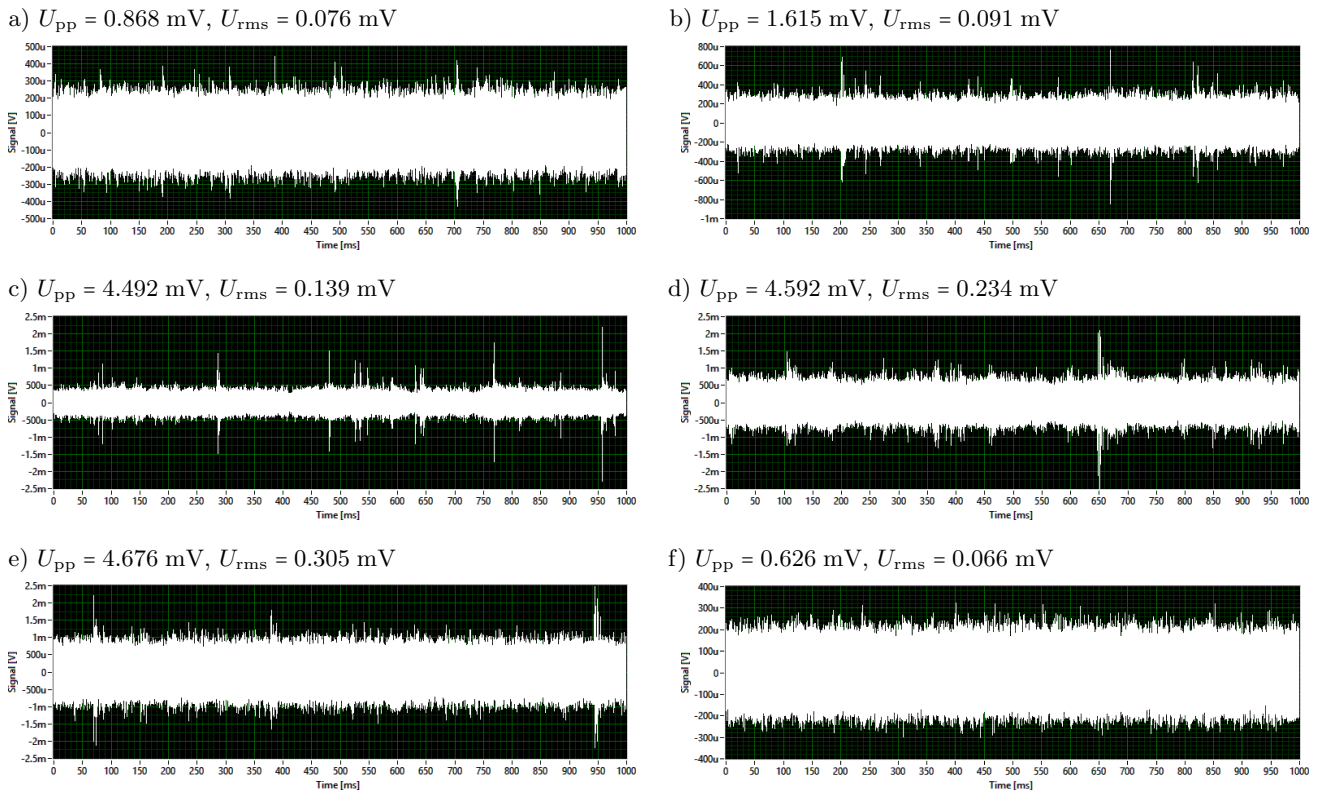 a) Upp = 0.868 mV, Urms = 0.076 mV
500u
400u
300u
200u
100u
0
-100u
-200u
-300u
-400u
-500u
Signal [V]
0 50 100 150 200 250 300 350 400 450 500 550 600 650 700 750 800 850 900 950 1000
Time [ms]
b) Upp = 1.615 mV, Urms = 0.091 mV
800u
600u
400u
200u
0
-200u
-400u
-600u
-800u
-1m
Signal [V]
0 50 100 150 200 250 300 350 400 450 500 550 600 650 700 750 800 850 900 950 1000
Time [ms]
c) Upp = 4.492 mV, Urms = 0.139 mV
2.5m
2m
1.5m
1m
500u
0
-500u
-1m
-1.5m
-2m
-2.5m
Signal [V]
0 50 100 150 200 250 300 350 400 450 500 550 600 650 700 750 800 850 900 950 1000
Time [ms]
d) Upp = 4.592 mV, Urms = 0.234 mV
2.5m
2m
1.5m
1m
500u
0
-500u
-1m
-1.5m
-2m
-2.5m
Signal [V]
0 50 100 150 200 250 300 350 400 450 500 550 600 650 700 750 800 850 900 950 1000
Time [ms]
e) Upp = 4.676 mV, Urms = 0.305 mV
2.5m
2m
1.5m
1m
500u
0
-500u
-1m
-1.5m
-2m
-2.5m
Signal [V]
0 50 100 150 200 250 300 350 400 450 500 550 600 650 700 750 800 850 900 950 1000
Time [ms]
f) Upp = 0.626 mV, Urms = 0.066 mV
400u
300u
200u
100u
0
-100u
-200u
-300u
-400u
Signal [V]
0 50 100 150 200 250 300 350 400 450 500 550 600 650 700 750 800 850 900 950 1000
Time [ms]